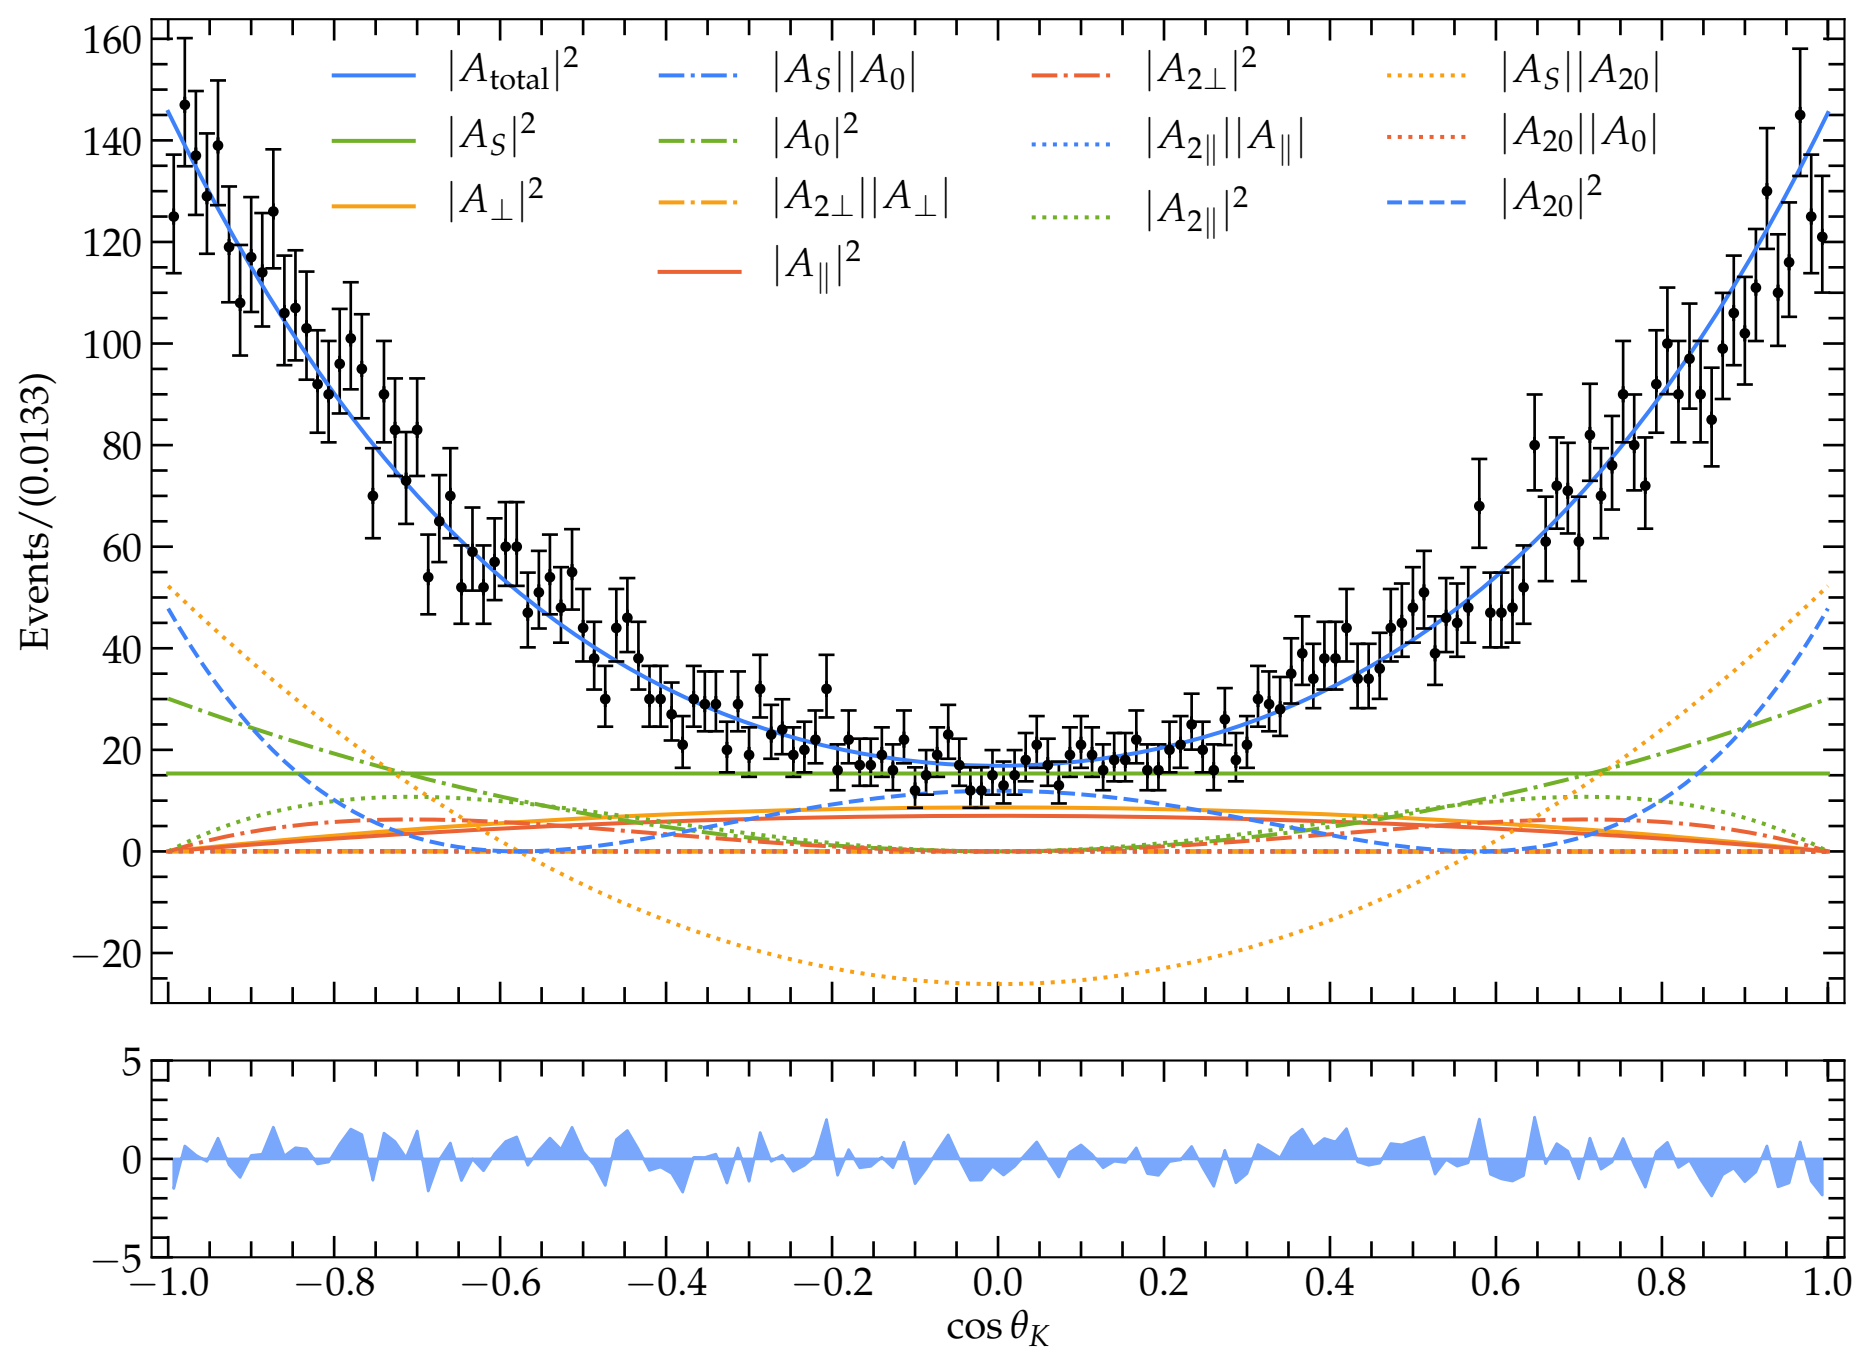 160
140
120
100
80
60
40
20
0
−20
Events/(0.0133)
|A_total|²
|A_S|²
|A_⊥|²
|A_S||A_0|
|A_0|²
|A_2⊥||A_⊥|
|A_∥|²
|A_2⊥|²
|A_2∥||A_∥|
|A_2∥|²
|A_S||A_20|
|A_20||A_0|
|A_20|²
5
0
−5
−1.0 −0.8 −0.6 −0.4 −0.2 0.0 0.2 0.4 0.6 0.8 1.0
cos θ_K